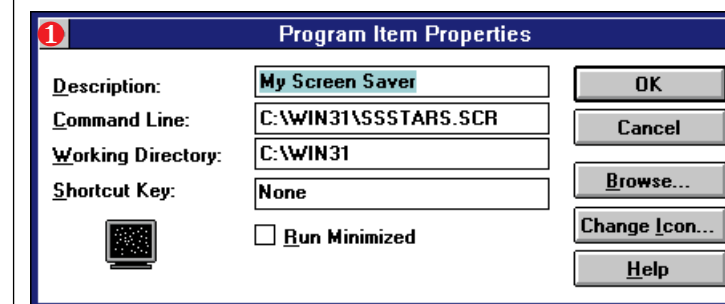 1
Program Item Properties
Description: My Screen Saver
Command Line: C:\WIN31\SSSTARS.SCR
Working Directory: C:\WIN31
Shortcut Key: None
Run Minimized
OK
Cancel
Browse...
Change Icon...
Help